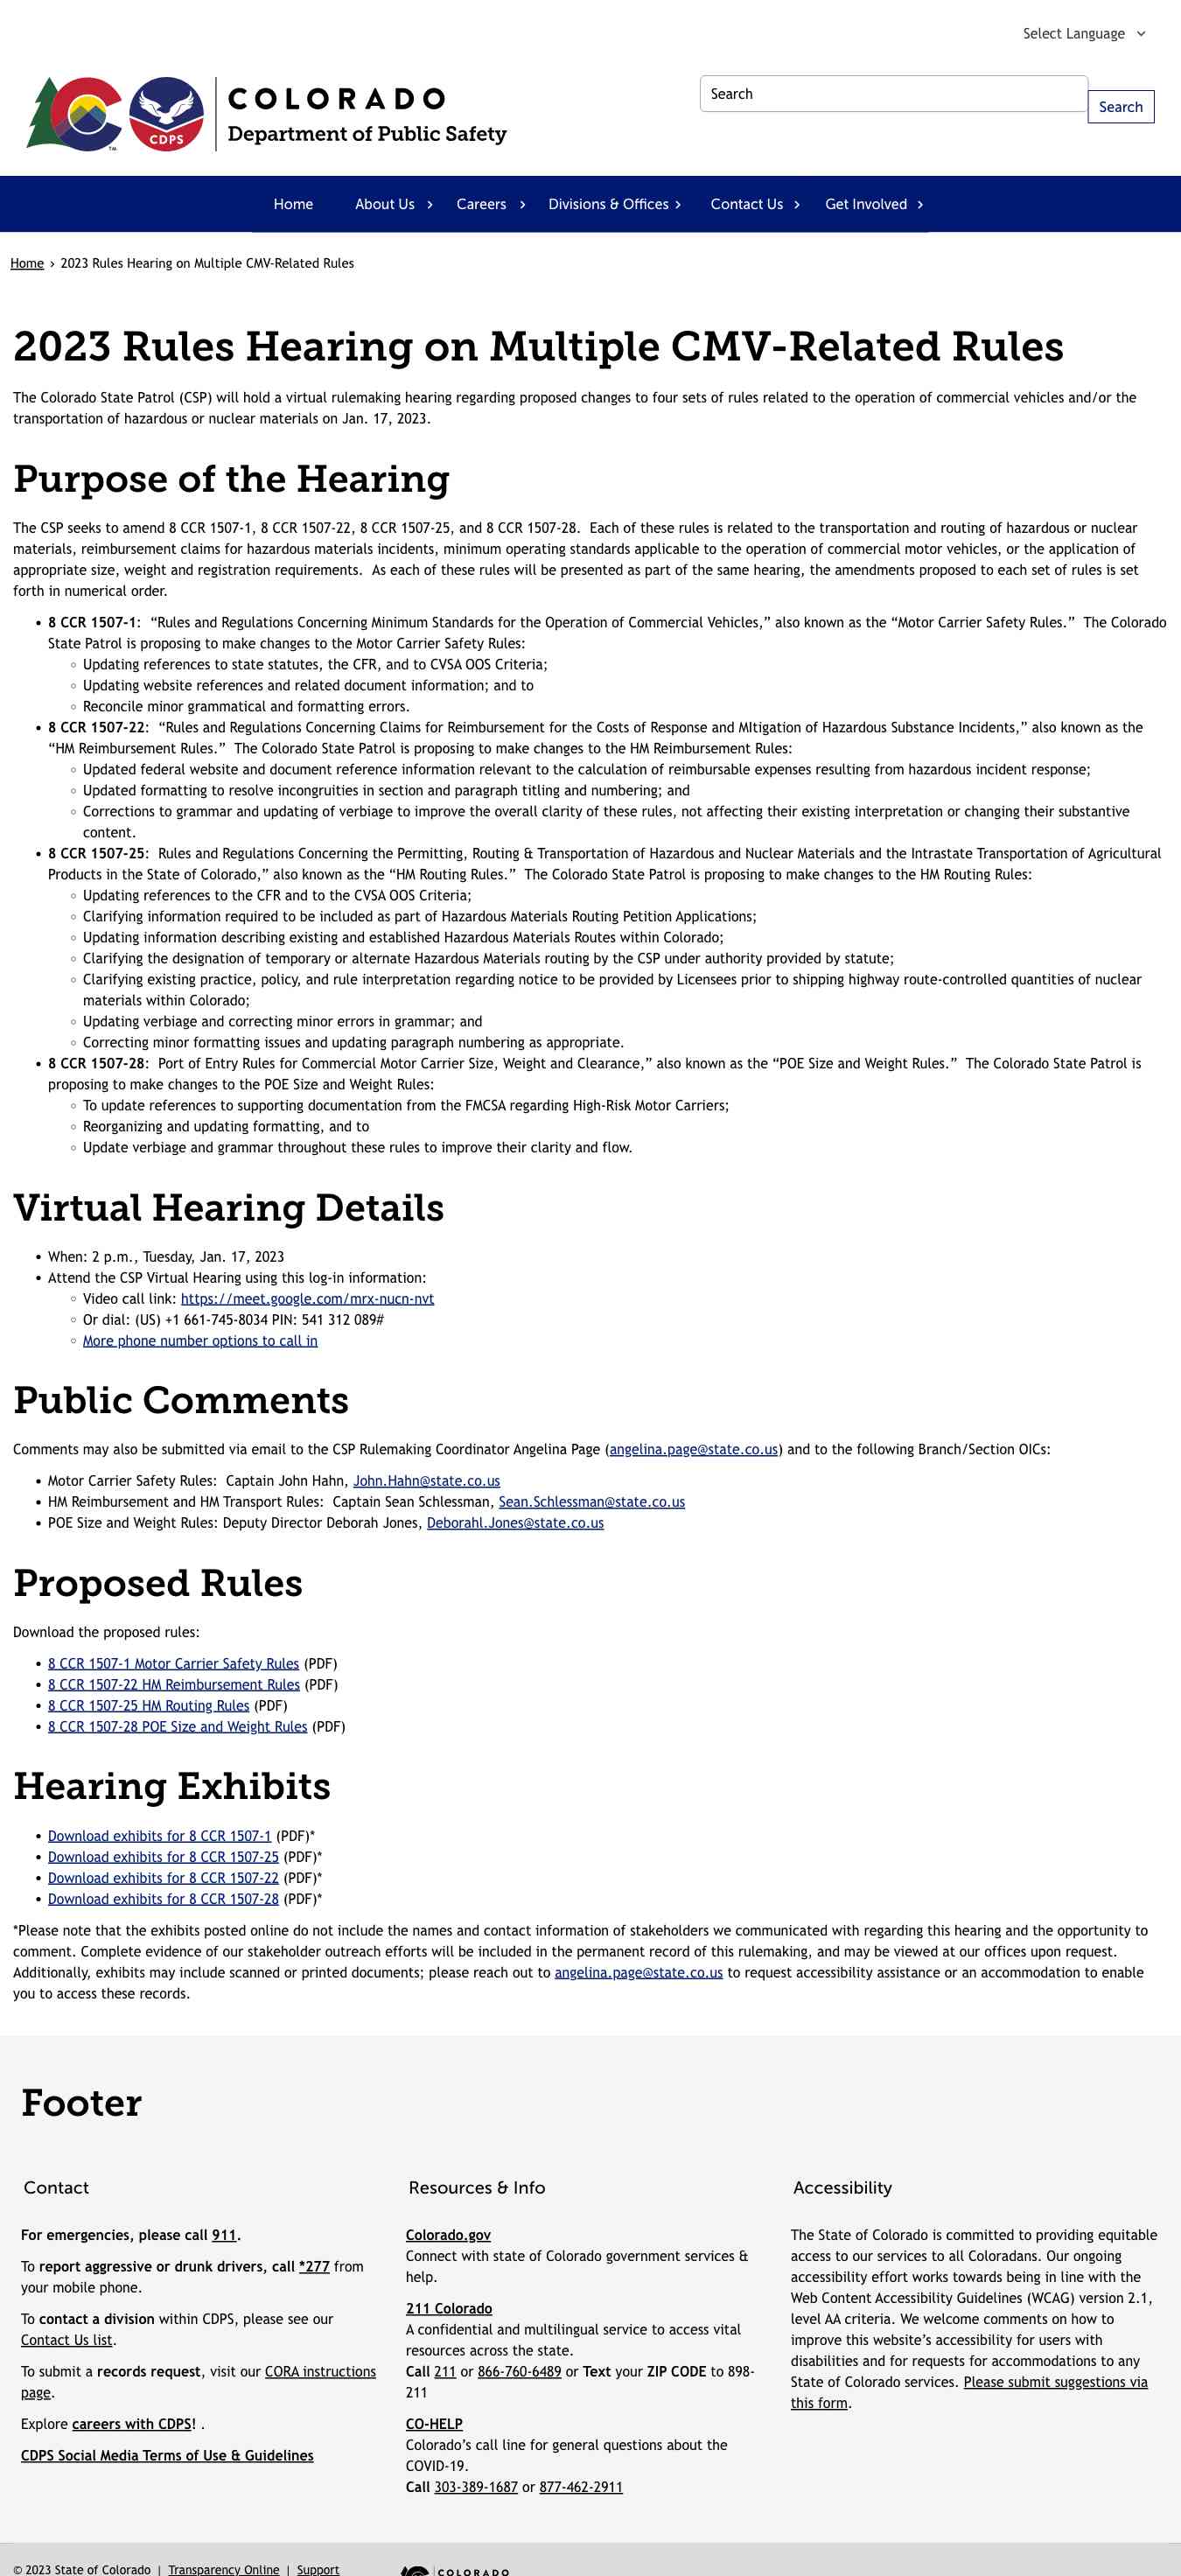 Select Language
CDPS
TM
COLORADO
Department of Public Safety
Search
Search
Home About Us Careers Divisions & Offices Contact Us Get Involved
Home › 2023 Rules Hearing on Multiple CMV-Related Rules
2023 Rules Hearing on Multiple CMV-Related Rules
The Colorado State Patrol (CSP) will hold a virtual rulemaking hearing regarding proposed changes to four sets of rules related to the operation of commercial vehicles and/or the
transportation of hazardous or nuclear materials on Jan. 17, 2023.
Purpose of the Hearing
The CSP seeks to amend 8 CCR 1507-1, 8 CCR 1507-22, 8 CCR 1507-25, and 8 CCR 1507-28.  Each of these rules is related to the transportation and routing of hazardous or nuclear
materials, reimbursement claims for hazardous materials incidents, minimum operating standards applicable to the operation of commercial motor vehicles, or the application of
appropriate size, weight and registration requirements.  As each of these rules will be presented as part of the same hearing, the amendments proposed to each set of rules is set
forth in numerical order.
• 8 CCR 1507-1:  “Rules and Regulations Concerning Minimum Standards for the Operation of Commercial Vehicles,” also known as the “Motor Carrier Safety Rules.”  The Colorado
State Patrol is proposing to make changes to the Motor Carrier Safety Rules:
◦ Updating references to state statutes, the CFR, and to CVSA OOS Criteria;
◦ Updating website references and related document information; and to
◦ Reconcile minor grammatical and formatting errors.
• 8 CCR 1507-22:  “Rules and Regulations Concerning Claims for Reimbursement for the Costs of Response and MItigation of Hazardous Substance Incidents,” also known as the
“HM Reimbursement Rules.”  The Colorado State Patrol is proposing to make changes to the HM Reimbursement Rules:
◦ Updated federal website and document reference information relevant to the calculation of reimbursable expenses resulting from hazardous incident response;
◦ Updated formatting to resolve incongruities in section and paragraph titling and numbering; and
◦ Corrections to grammar and updating of verbiage to improve the overall clarity of these rules, not affecting their existing interpretation or changing their substantive
content.
• 8 CCR 1507-25:  Rules and Regulations Concerning the Permitting, Routing & Transportation of Hazardous and Nuclear Materials and the Intrastate Transportation of Agricultural
Products in the State of Colorado,” also known as the “HM Routing Rules.”  The Colorado State Patrol is proposing to make changes to the HM Routing Rules:
◦ Updating references to the CFR and to the CVSA OOS Criteria;
◦ Clarifying information required to be included as part of Hazardous Materials Routing Petition Applications;
◦ Updating information describing existing and established Hazardous Materials Routes within Colorado;
◦ Clarifying the designation of temporary or alternate Hazardous Materials routing by the CSP under authority provided by statute;
◦ Clarifying existing practice, policy, and rule interpretation regarding notice to be provided by Licensees prior to shipping highway route-controlled quantities of nuclear
materials within Colorado;
◦ Updating verbiage and correcting minor errors in grammar; and
◦ Correcting minor formatting issues and updating paragraph numbering as appropriate.
• 8 CCR 1507-28:  Port of Entry Rules for Commercial Motor Carrier Size, Weight and Clearance,” also known as the “POE Size and Weight Rules.”  The Colorado State Patrol is
proposing to make changes to the POE Size and Weight Rules:
◦ To update references to supporting documentation from the FMCSA regarding High-Risk Motor Carriers;
◦ Reorganizing and updating formatting, and to
◦ Update verbiage and grammar throughout these rules to improve their clarity and flow.
Virtual Hearing Details
• When: 2 p.m., Tuesday, Jan. 17, 2023
• Attend the CSP Virtual Hearing using this log-in information:
◦ Video call link: https://meet.google.com/mrx-nucn-nvt
◦ Or dial: (US) +1 661-745-8034 PIN: 541 312 089#
◦ More phone number options to call in
Public Comments
Comments may also be submitted via email to the CSP Rulemaking Coordinator Angelina Page (angelina.page@state.co.us) and to the following Branch/Section OICs:
• Motor Carrier Safety Rules:  Captain John Hahn, John.Hahn@state.co.us
• HM Reimbursement and HM Transport Rules:  Captain Sean Schlessman, Sean.Schlessman@state.co.us
• POE Size and Weight Rules: Deputy Director Deborah Jones, Deborahl.Jones@state.co.us
Proposed Rules
Download the proposed rules:
• 8 CCR 1507-1 Motor Carrier Safety Rules (PDF)
• 8 CCR 1507-22 HM Reimbursement Rules (PDF)
• 8 CCR 1507-25 HM Routing Rules (PDF)
• 8 CCR 1507-28 POE Size and Weight Rules (PDF)
Hearing Exhibits
• Download exhibits for 8 CCR 1507-1 (PDF)*
• Download exhibits for 8 CCR 1507-25 (PDF)*
• Download exhibits for 8 CCR 1507-22 (PDF)*
• Download exhibits for 8 CCR 1507-28 (PDF)*
*Please note that the exhibits posted online do not include the names and contact information of stakeholders we communicated with regarding this hearing and the opportunity to
comment. Complete evidence of our stakeholder outreach efforts will be included in the permanent record of this rulemaking, and may be viewed at our offices upon request.
Additionally, exhibits may include scanned or printed documents; please reach out to angelina.page@state.co.us to request accessibility assistance or an accommodation to enable
you to access these records.
Footer
Contact
For emergencies, please call 911.
To report aggressive or drunk drivers, call *277 from
your mobile phone.
To contact a division within CDPS, please see our
Contact Us list.
To submit a records request, visit our CORA instructions
page.
Explore careers with CDPS! .
CDPS Social Media Terms of Use & Guidelines
Resources & Info
Colorado.gov
Connect with state of Colorado government services &
help.
211 Colorado
A confidential and multilingual service to access vital
resources across the state.
Call 211 or 866-760-6489 or Text your ZIP CODE to 898-
211
CO-HELP
Colorado’s call line for general questions about the
COVID-19.
Call 303-389-1687 or 877-462-2911
Accessibility
The State of Colorado is committed to providing equitable
access to our services to all Coloradans. Our ongoing
accessibility effort works towards being in line with the
Web Content Accessibility Guidelines (WCAG) version 2.1,
level AA criteria. We welcome comments on how to
improve this website’s accessibility for users with
disabilities and for requests for accommodations to any
State of Colorado services. Please submit suggestions via
this form.
© 2023 State of Colorado | Transparency Online | Support
COLORADO